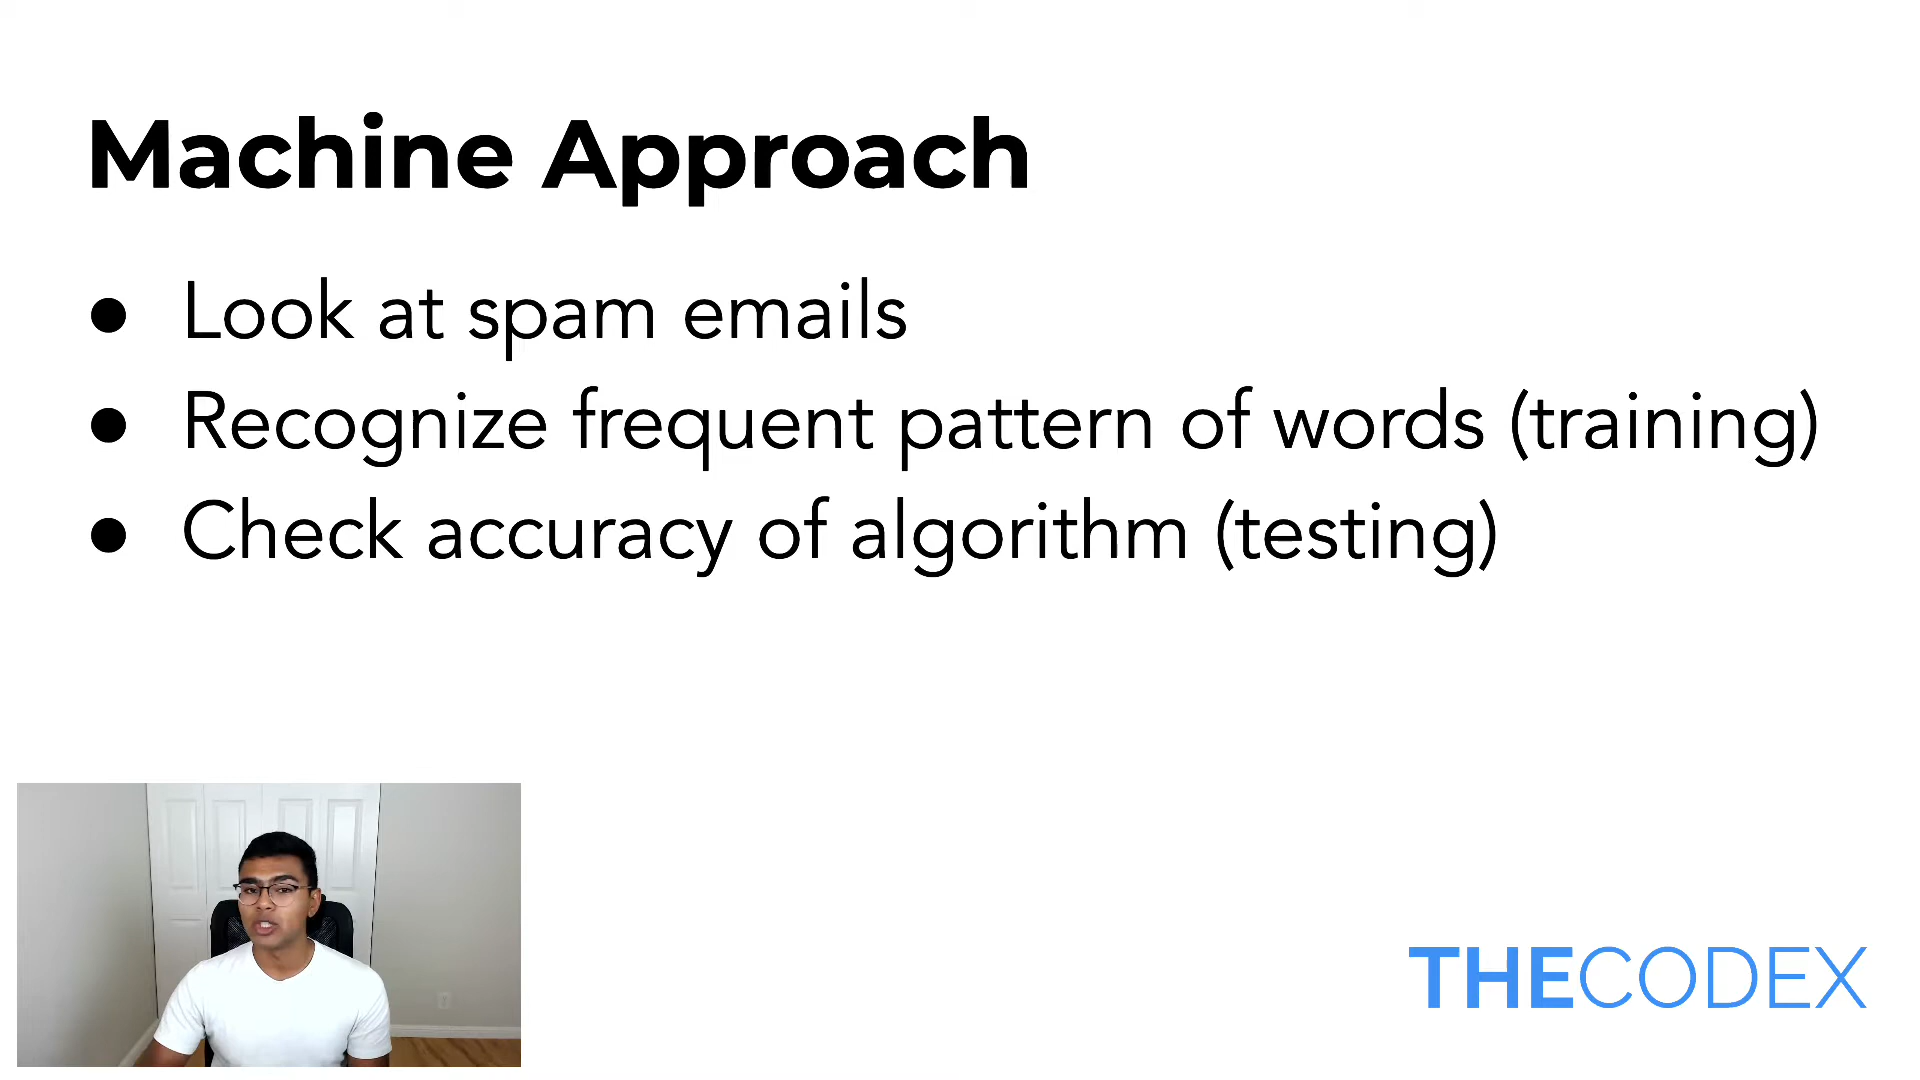 Machine Approach
● Look at spam emails
● Recognize frequent pattern of words (training)
● Check accuracy of algorithm (testing)
THECODEX